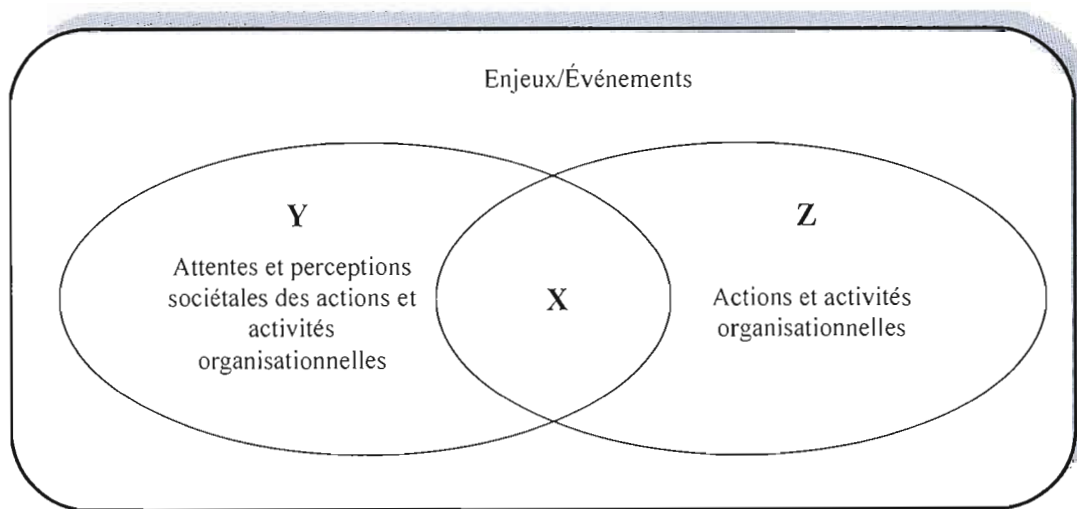 Enjeux/Événements
Y
Attentes et perceptions
sociétales des actions et
activités
organisationnelles
X
Z
Actions et activités
organisationnelles